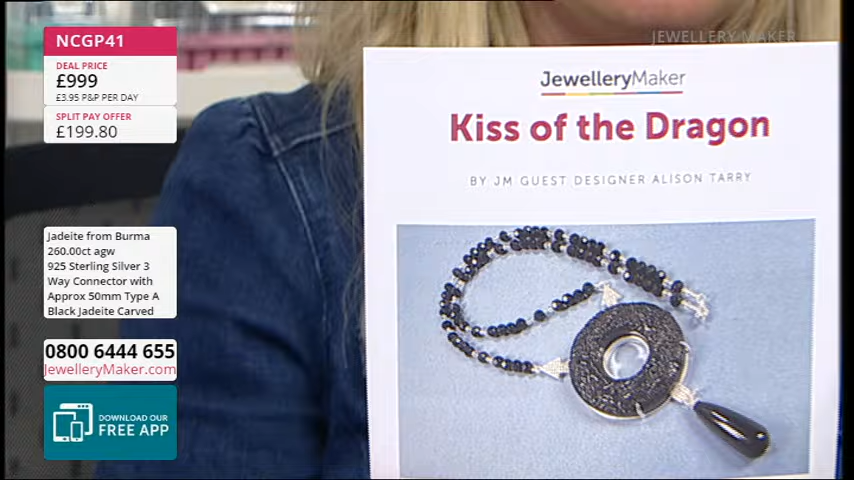 NCGP41
DEAL PRICE
£999
£3.95 P&P PER DAY
SPLIT PAY OFFER
£199.80
Jadeite from Burma
260.00ct agw
925 Sterling Silver 3
Way Connector with
Approx 50mm Type A
Black Jadeite Carved
0800 6444 655
JewelleryMaker.com
DOWNLOAD OUR
FREE APP
JEWELLERY MAKER
JewelleryMaker
Kiss of the Dragon
BY JM GUEST DESIGNER ALISON TARRY